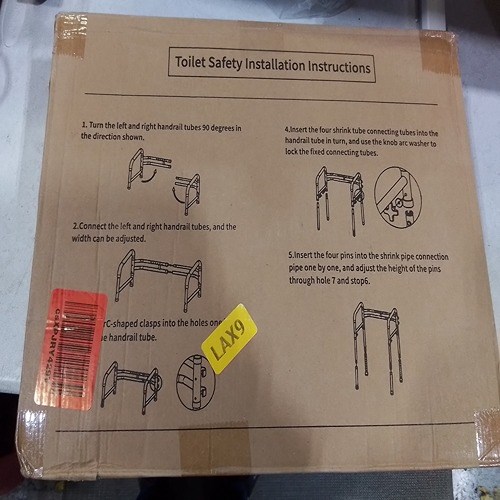 Toilet Safety Installation Instructions
1. Turn the left and right handrail tubes 90 degrees in
the direction shown.
2.Connect the left and right handrail tubes, and the
width can be adjusted.
rC-shaped clasps into the holes one
handrail tube.
4.Insert the four shrink tube connecting tubes into the
handrail tube in turn, and use the knob arc washer to
lock the fixed connecting tubes.
5.Insert the four pins into the shrink pipe connection
pipe one by one, and adjust the height of the pins
through hole 7 and stop6.
LAX9